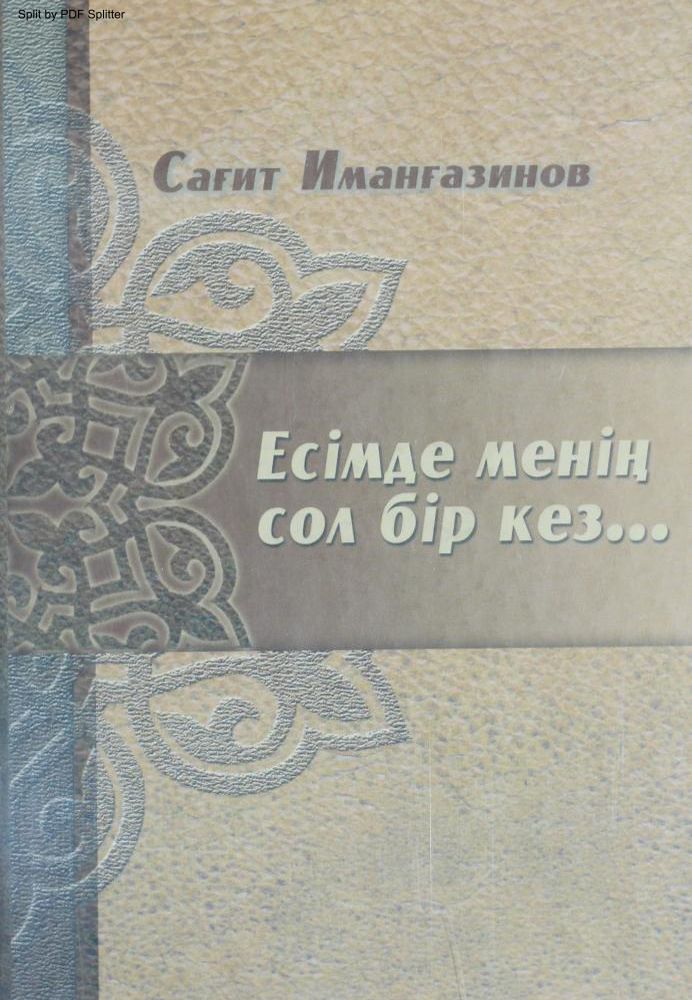 Split by PDF Splitter
Сағит Иманғазинов
Есімде менің
сол бір кез...